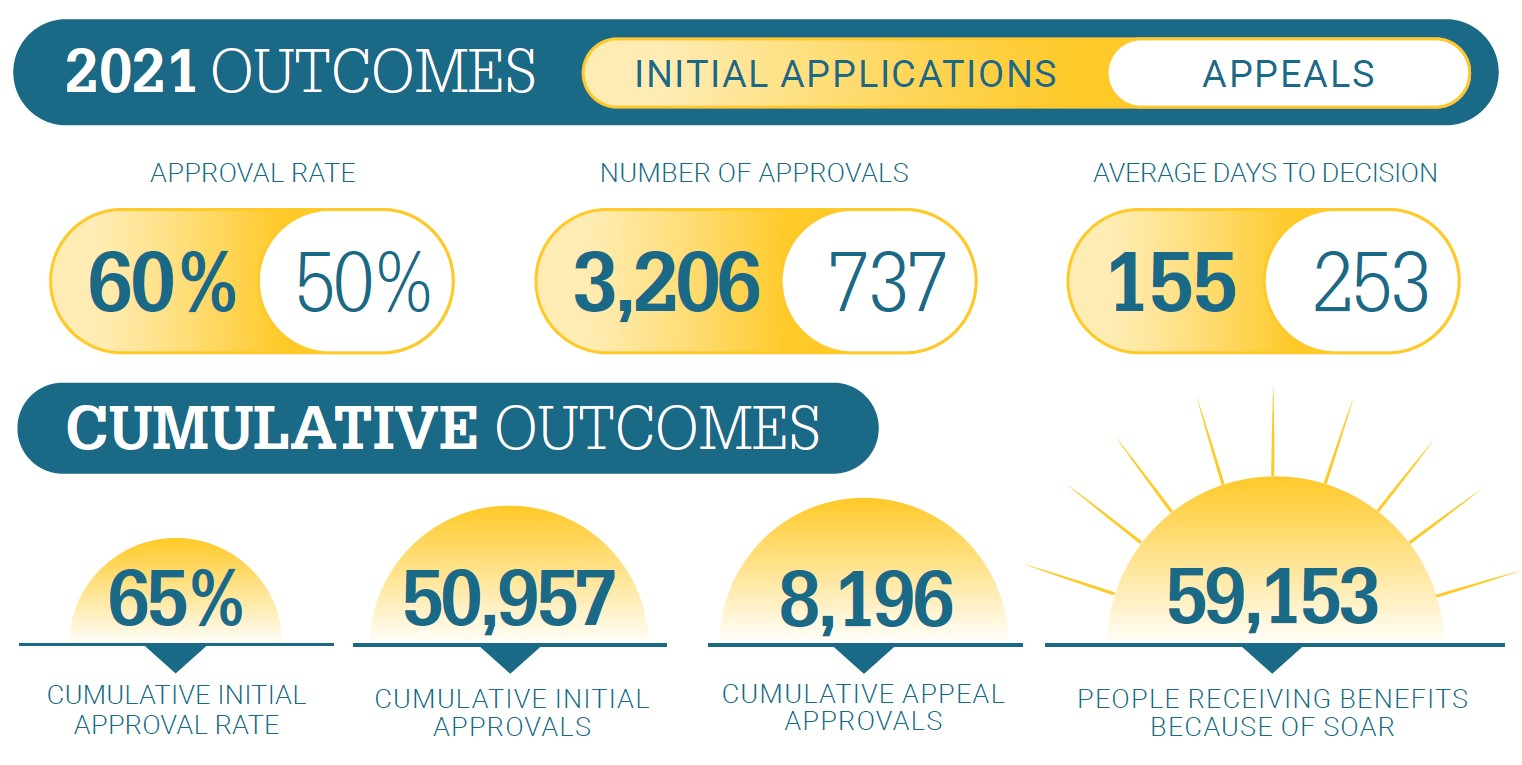 2021 OUTCOMES
INITIAL APPLICATIONS
APPEALS
APPROVAL RATE
60%
50%
NUMBER OF APPROVALS
3,206
737
AVERAGE DAYS TO DECISION
155
253
CUMULATIVE OUTCOMES
65%
CUMULATIVE INITIAL
APPROVAL RATE
50,957
CUMULATIVE INITIAL
APPROVALS
8,196
CUMULATIVE APPEAL
APPROVALS
59,153
PEOPLE RECEIVING BENEFITS
BECAUSE OF SOAR